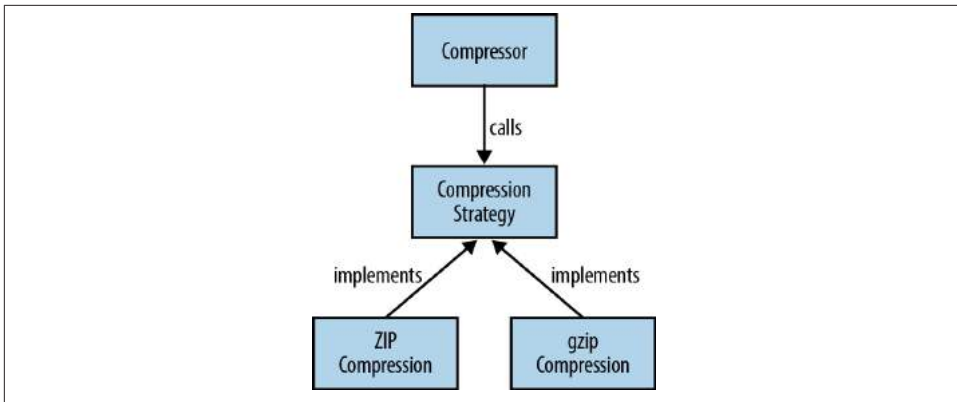 Compressor
calls
Compression
Strategy
implements
implements
ZIP
Compression
gzip
Compression